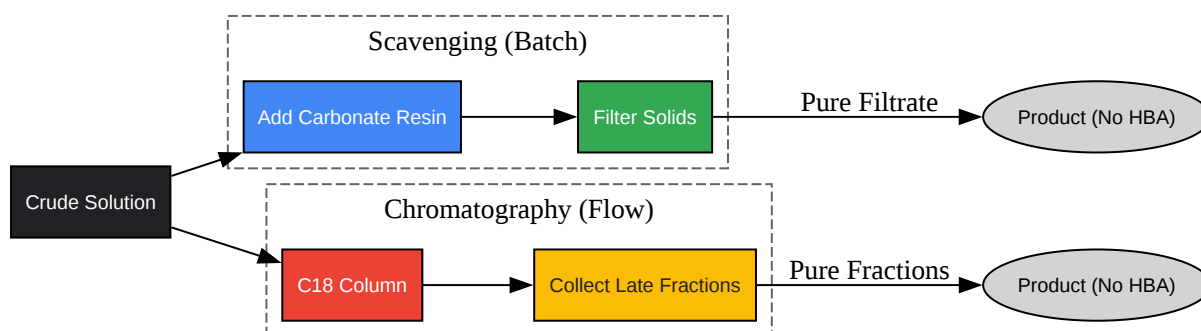 Scavenging (Batch)
Add Carbonate Resin
Filter Solids
Pure Filtrate
Product (No HBA)
Crude Solution
Chromatography (Flow)
C18 Column
Collect Late Fractions
Pure Fractions
Product (No HBA)